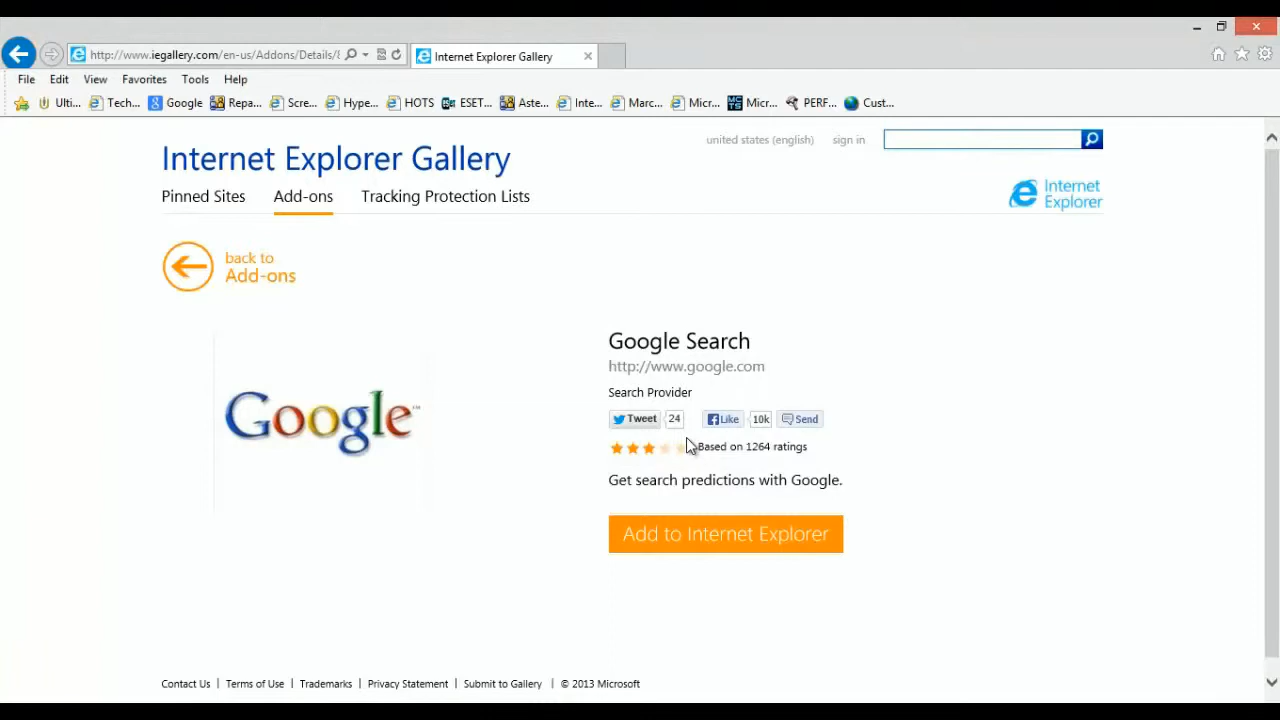 http://www.iegallery.com/en-us/Addons/Details/
Internet Explorer Gallery
File Edit View Favorites Tools Help
Ulti... Tech... Google Repa... Scre... Hype... HOTS ESET... Aste... Inte... Marc... Micr... Micr... PERF... Cust...
united states (english) sign in
Internet Explorer Gallery
Pinned Sites Add-ons Tracking Protection Lists
Internet
Explorer
back to
Add-ons
Google Search
http://www.google.com
Search Provider
Google™
Tweet 24 Like 10k Send
Based on 1264 ratings
Get search predictions with Google.
Add to Internet Explorer
Contact Us | Terms of Use | Trademarks | Privacy Statement | Submit to Gallery | © 2013 Microsoft